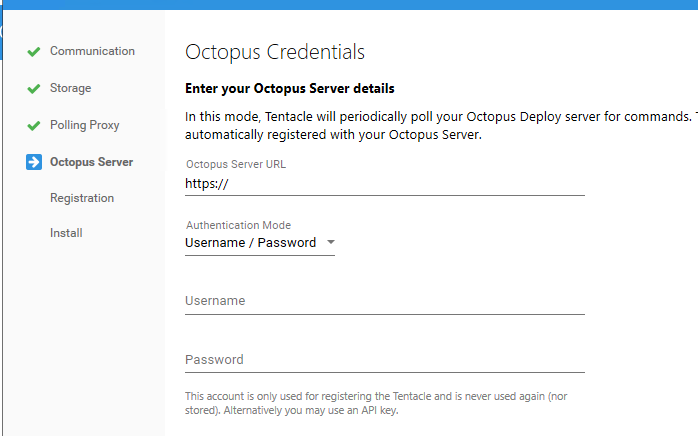 Communication
Storage
Polling Proxy
Octopus Server
Registration
Install
Octopus Credentials
Enter your Octopus Server details
In this mode, Tentacle will periodically poll your Octopus Deploy server for commands.
automatically registered with your Octopus Server.
Octopus Server URL
https://
Authentication Mode
Username / Password
Username
Password
This account is only used for registering the Tentacle and is never used again (nor
stored). Alternatively you may use an API key.